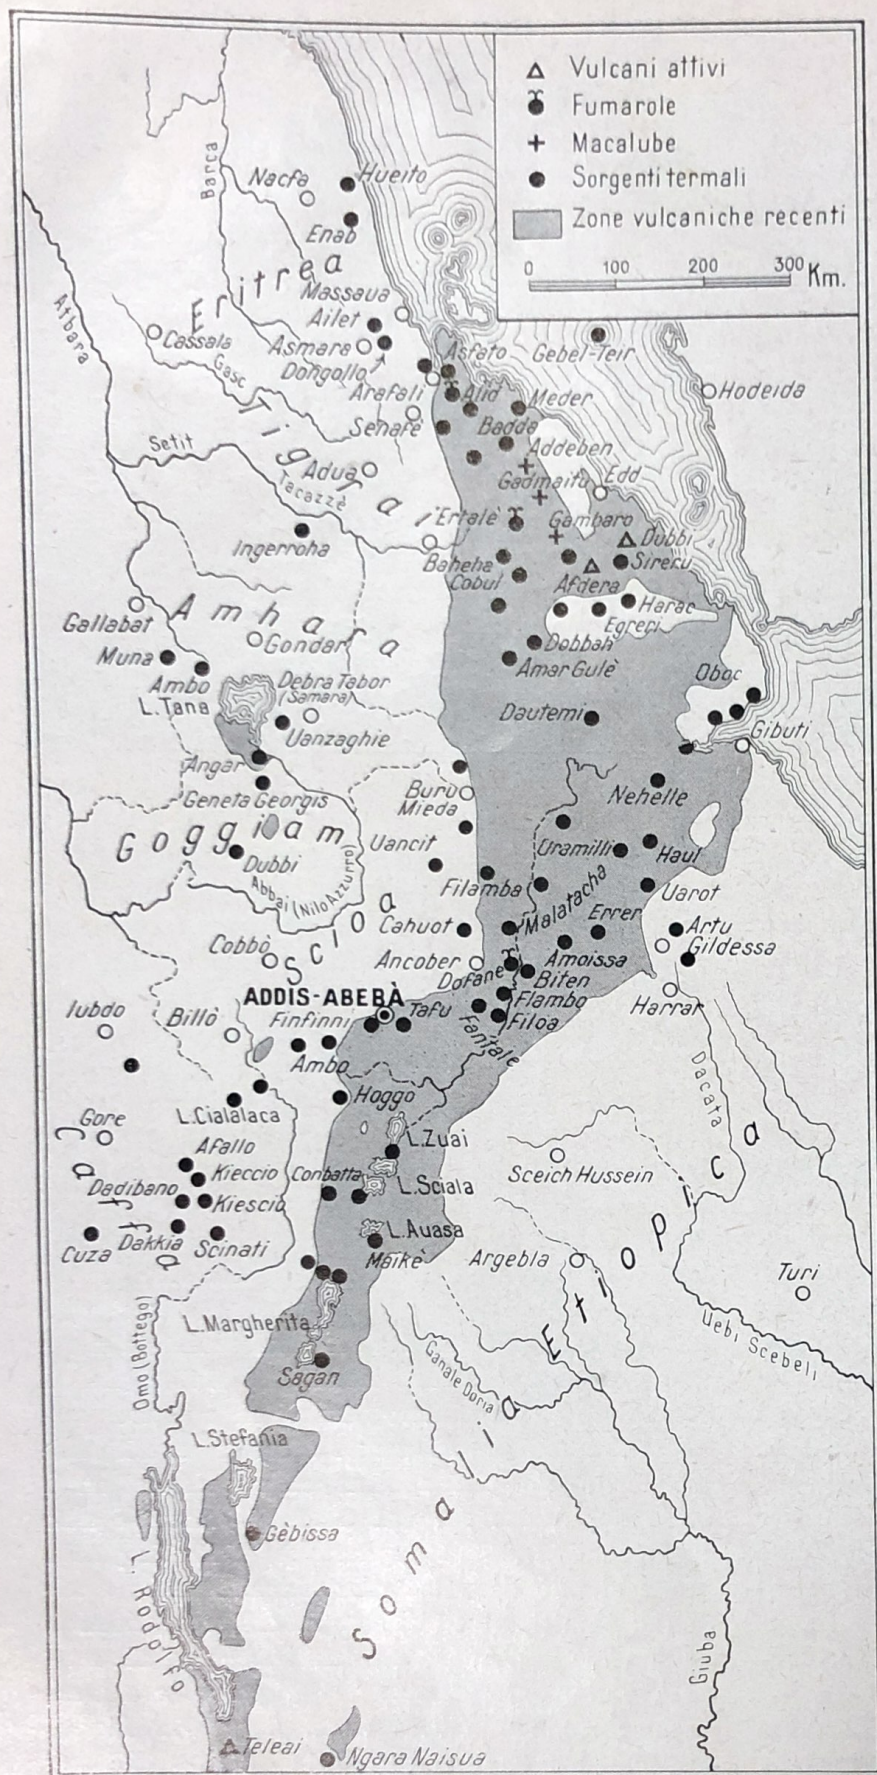 Vulcani attivi
Fumarole
Macalube
Sorgenti termali
Zone vulcaniche recenti
0 100 200 300 Km.
Barca
Nacfa
Hueito
Enab
Eritrea
Massaua
Ailet
Atbara
Cassala
Asmara
Dongollo
Gasc
Astato
Gebel-Teir
Hodeida
Arafali
Alid
Meder
Senafè
Badda
Tigrai
Setit
Addeben
Adua
Gadmaitu
Edd
Tacazzè
Ertalè
Gambaro
Dubbi
Ingerroha
Baheha
Sireru
Cobul
Afdera
Harac
Egreri
Gallabat
Amhara
Gondar
Dobbah
Muna
Amar Gulè
Oboc
Ambo
L. Tana
Debra Tabor
(Samara)
Dautemi
Uanzaghie
Gibuti
Angar
Geneta Georgis
Buru
Mieda
Nehelle
Goggiam
Uancit
Uramilli
Haul
Dubbi
Abbai (Nilo Azzurro)
Filamba
Malatacha
Uarot
Scioa
Cahuot
Errer
Artu
Cobbò
Gildessa
Ancober
Dofane
Amoissa
Biten
ADDIS-ABEBÀ
Flambo
Harrar
Iubdo
Billò
Finfinni
Tafu
Filoa
Fantale
Ambo
Dacata
Hoggo
L. Cialalaca
Gore
L. Zuai
Caffa
Afallo
Kieccio
Conbatta
Sceich Hussein
Dadibano
L. Sciala
Kiescio
Etiopica
L. Auasa
Cuza
Dakkia
Scinati
Maikè
Argebla
Turi
Omo (Bottego)
L. Margherita
Uebi Scebeli
Sagan
Ganale Doria
L. Stefania
Somalia
Gèbissa
L. Rodolfo
Giuba
Teleai
Ngara Naisua